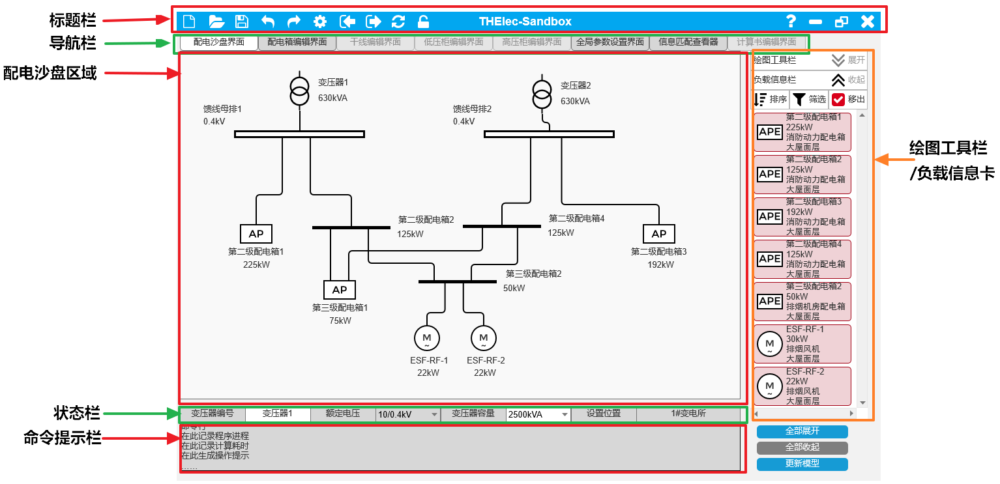 标题栏
THElec-Sandbox
?
导航栏
配电沙盘界面
配电箱编辑界面
干线编辑界面
低压柜编辑界面
高压柜编辑界面
全局参数设置界面
信息匹配查看器
计算书编辑界面
配电沙盘区域
变压器1
630kVA
馈线母排1
0.4kV
变压器2
630kVA
馈线母排2
0.4kV
AP
第二级配电箱1
225kW
第二级配电箱2
125kW
第二级配电箱4
125kW
AP
第二级配电箱3
192kW
AP
第三级配电箱1
75kW
第三级配电箱2
50kW
M
~
ESF-RF-1
22kW
M
~
ESF-RF-2
22kW
绘图工具栏
展开
负载信息栏
收起
排序
筛选
移出
APE
第二级配电箱1
225kW
消防动力配电箱
大屋面层
APE
第二级配电箱2
125kW
消防动力配电箱
大屋面层
APE
第二级配电箱3
192kW
消防动力配电箱
大屋面层
APE
第二级配电箱4
125kW
消防动力配电箱
大屋面层
APE
第三级配电箱2
50kW
排烟机房配电箱
大屋面层
M
~
ESF-RF-1
30kW
排烟风机
大屋面层
M
~
ESF-RF-2
22kW
排烟风机
大屋面层
绘图工具栏
/负载信息卡
状态栏
变压器编号
变压器1
额定电压
10/0.4kV
变压器容量
2500kVA
设置位置
1#变电所
命令提示栏
命令行
在此记录程序进程
在此记录计算耗时
在此生成操作提示
……
全部展开
全部收起
更新模型